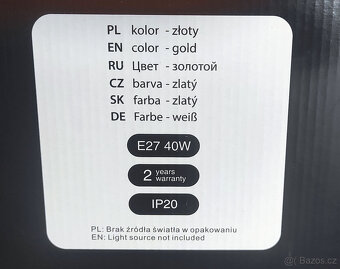 PL kolor - złoty
EN color - gold
RU Цвет - золотой
CZ barva - zlatý
SK farba - zlatý
DE Farbe - weiß
E27 40W
2 years warranty
IP20
PL: Brak źródła światła w opakowaniu
EN: Light source not included
Bazos.cz